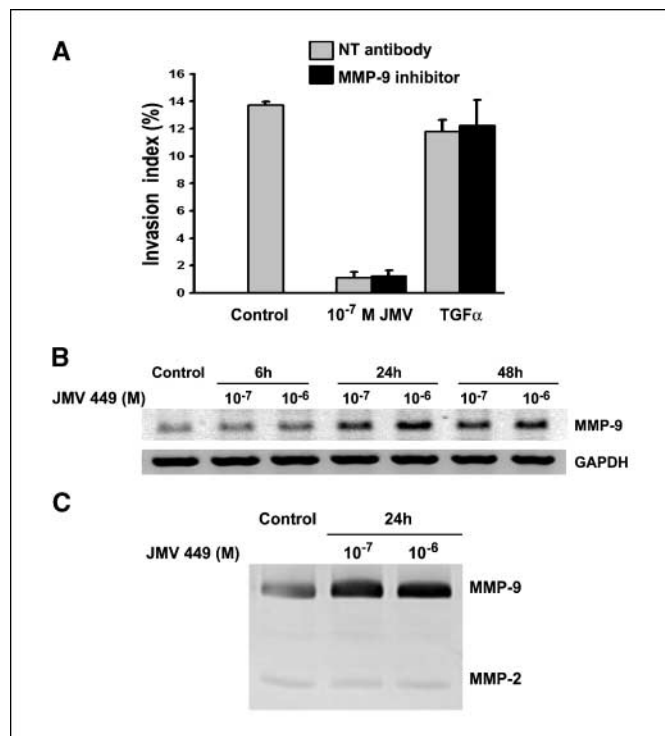 A
NT antibody
MMP-9 inhibitor
Invasion index (%)
16
14
12
10
8
6
4
2
0
Control 10⁻⁷ M JMV TGFα
B
Control 6h 24h 48h
JMV 449 (M) 10⁻⁷ 10⁻⁶ 10⁻⁷ 10⁻⁶ 10⁻⁷ 10⁻⁶
MMP-9
GAPDH
C
Control 24h
JMV 449 (M) 10⁻⁷ 10⁻⁶
MMP-9
MMP-2